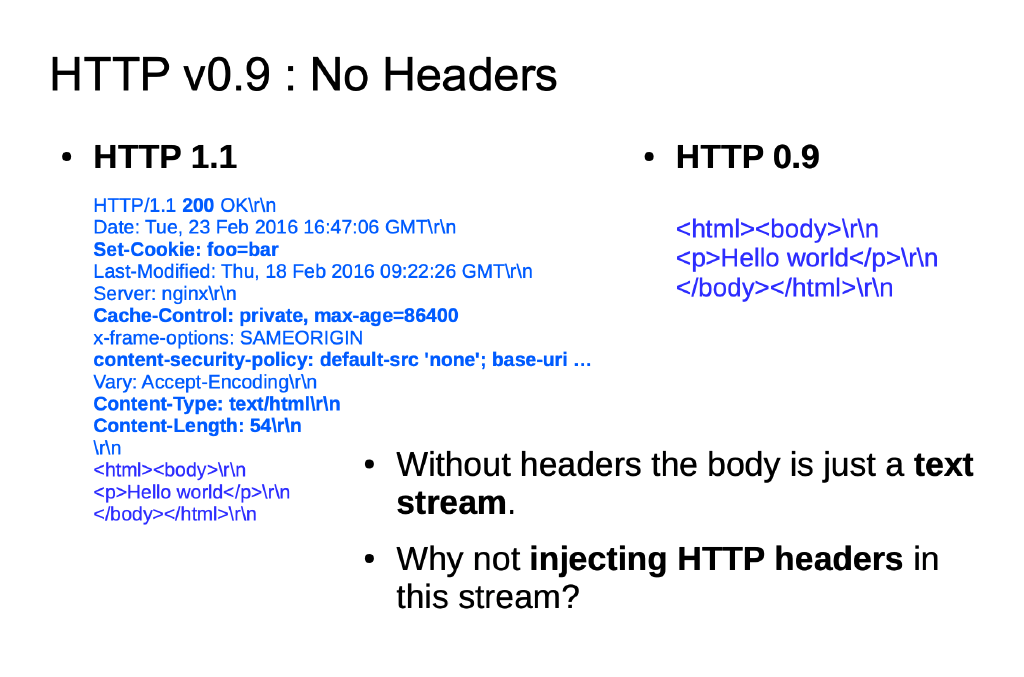 HTTP v0.9 : No Headers
• HTTP 1.1
HTTP/1.1 200 OK\r\n
Date: Tue, 23 Feb 2016 16:47:06 GMT\r\n
Set-Cookie: foo=bar
Last-Modified: Thu, 18 Feb 2016 09:22:26 GMT\r\n
Server: nginx\r\n
Cache-Control: private, max-age=86400
x-frame-options: SAMEORIGIN
content-security-policy: default-src 'none'; base-uri …
Vary: Accept-Encoding\r\n
Content-Type: text/html\r\n
Content-Length: 54\r\n
\r\n
<html><body>\r\n
<p>Hello world</p>\r\n
</body></html>\r\n
• HTTP 0.9
<html><body>\r\n
<p>Hello world</p>\r\n
</body></html>\r\n
• Without headers the body is just a text
stream.
• Why not injecting HTTP headers in
this stream?